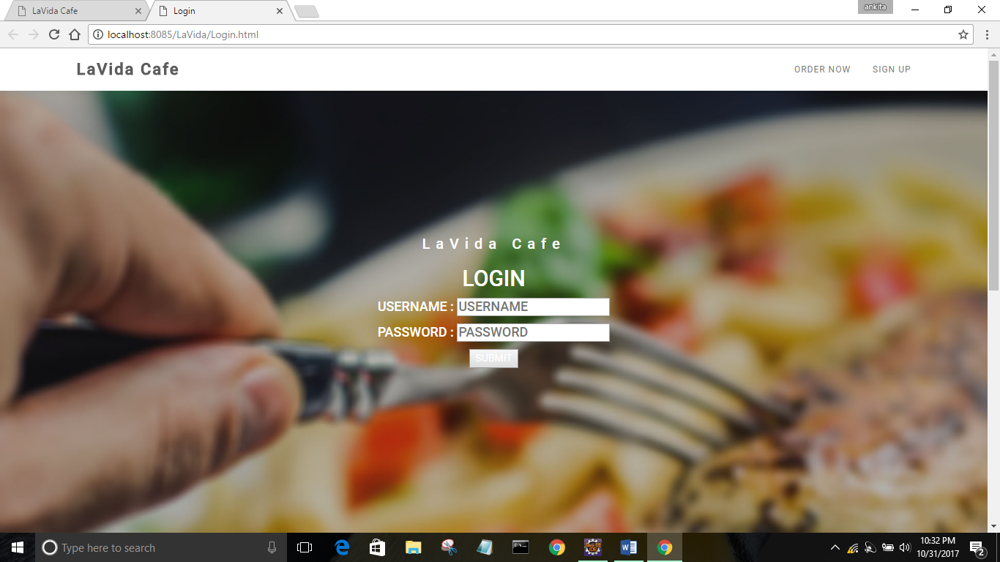 LaVida Cafe
Login
ankita
localhost:8085/LaVida/Login.html
LaVida Cafe
ORDER NOW
SIGN UP
LaVida Cafe
LOGIN
USERNAME : USERNAME
PASSWORD : PASSWORD
SUBMIT
Type here to search
10:32 PM
10/31/2017
2